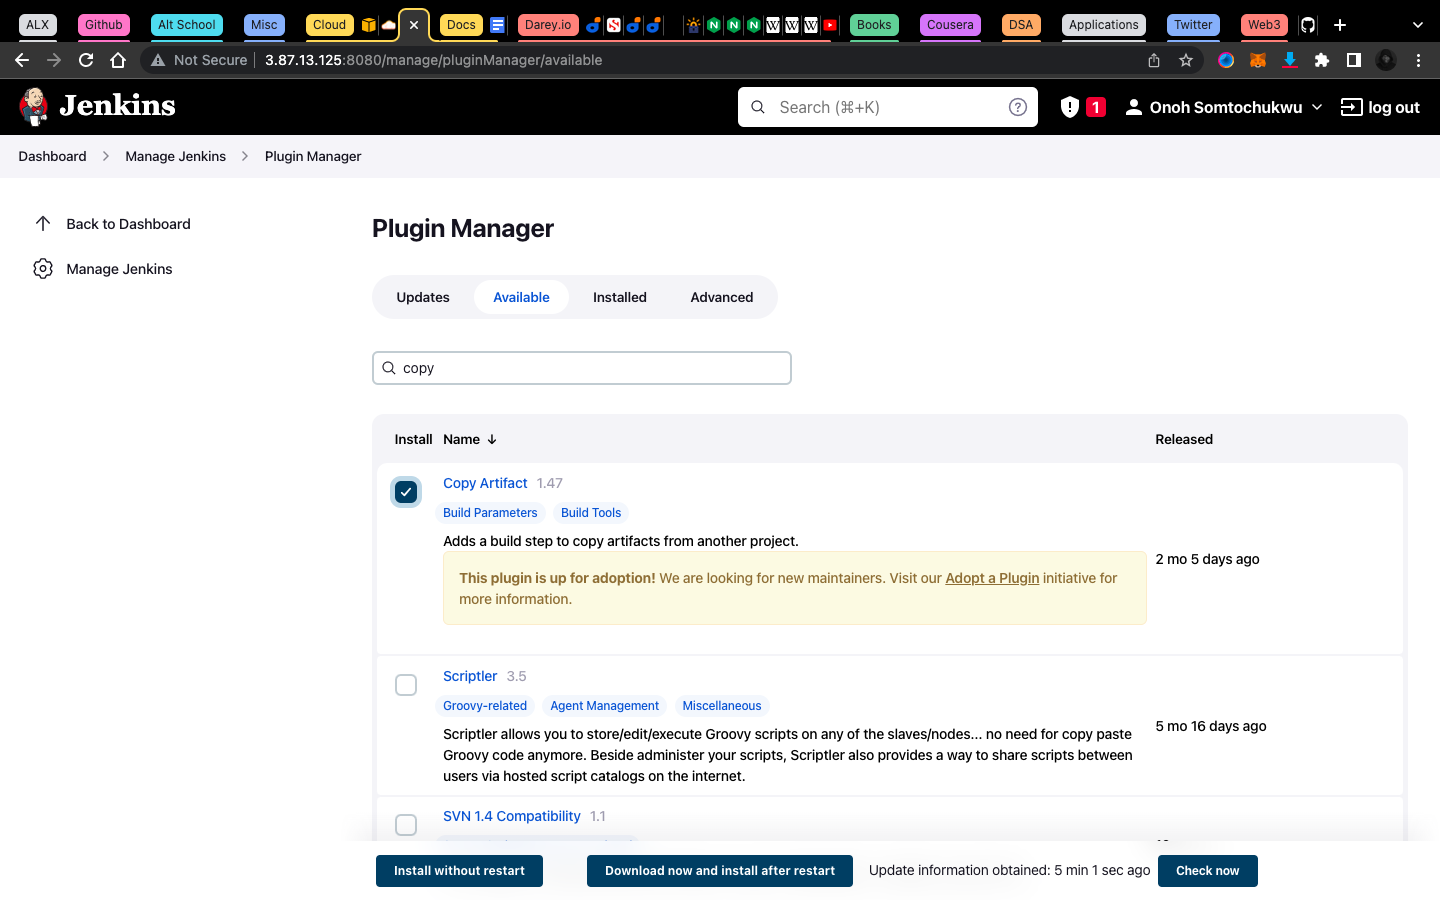 ALX Github Alt School Misc Cloud Docs Darey.io Books Cousera DSA Applications Twitter Web3
Not Secure 3.87.13.125:8080/manage/pluginManager/available
Jenkins Search (⌘+K) 1 Onoh Somtochukwu log out
Dashboard Manage Jenkins Plugin Manager
Back to Dashboard
Manage Jenkins
Plugin Manager
Updates Available Installed Advanced
copy
Install Name Released
Copy Artifact 1.47
Build Parameters Build Tools
Adds a build step to copy artifacts from another project.
2 mo 5 days ago
This plugin is up for adoption! We are looking for new maintainers. Visit our Adopt a Plugin initiative for
more information.
Scriptler 3.5
Groovy-related Agent Management Miscellaneous
5 mo 16 days ago
Scriptler allows you to store/edit/execute Groovy scripts on any of the slaves/nodes... no need for copy paste
Groovy code anymore. Beside administer your scripts, Scriptler also provides a way to share scripts between
users via hosted script catalogs on the internet.
SVN 1.4 Compatibility 1.1
Install without restart Download now and install after restart Update information obtained: 5 min 1 sec ago Check now